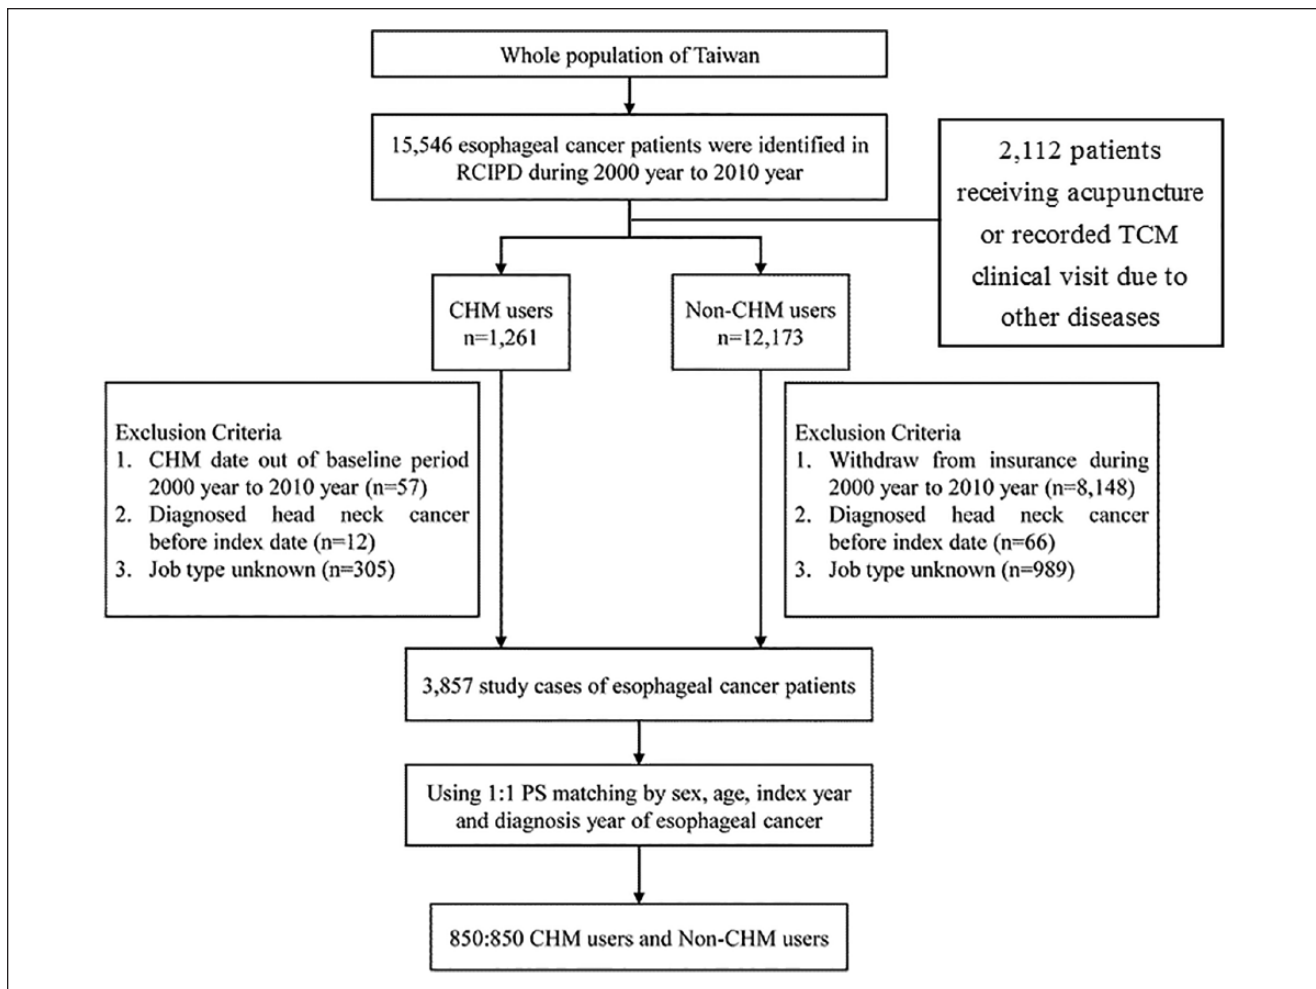 Whole population of Taiwan
15,546 esophageal cancer patients were identified in
RCIPD during 2000 year to 2010 year
2,112 patients
receiving acupuncture
or recorded TCM
clinical visit due to
other diseases
CHM users
n=1,261
Non-CHM users
n=12,173
Exclusion Criteria
1. CHM date out of baseline period
2000 year to 2010 year (n=57)
2. Diagnosed head neck cancer
before index date (n=12)
3. Job type unknown (n=305)
Exclusion Criteria
1. Withdraw from insurance during
2000 year to 2010 year (n=8,148)
2. Diagnosed head neck cancer
before index date (n=66)
3. Job type unknown (n=989)
3,857 study cases of esophageal cancer patients
Using 1:1 PS matching by sex, age, index year
and diagnosis year of esophageal cancer
850:850 CHM users and Non-CHM users